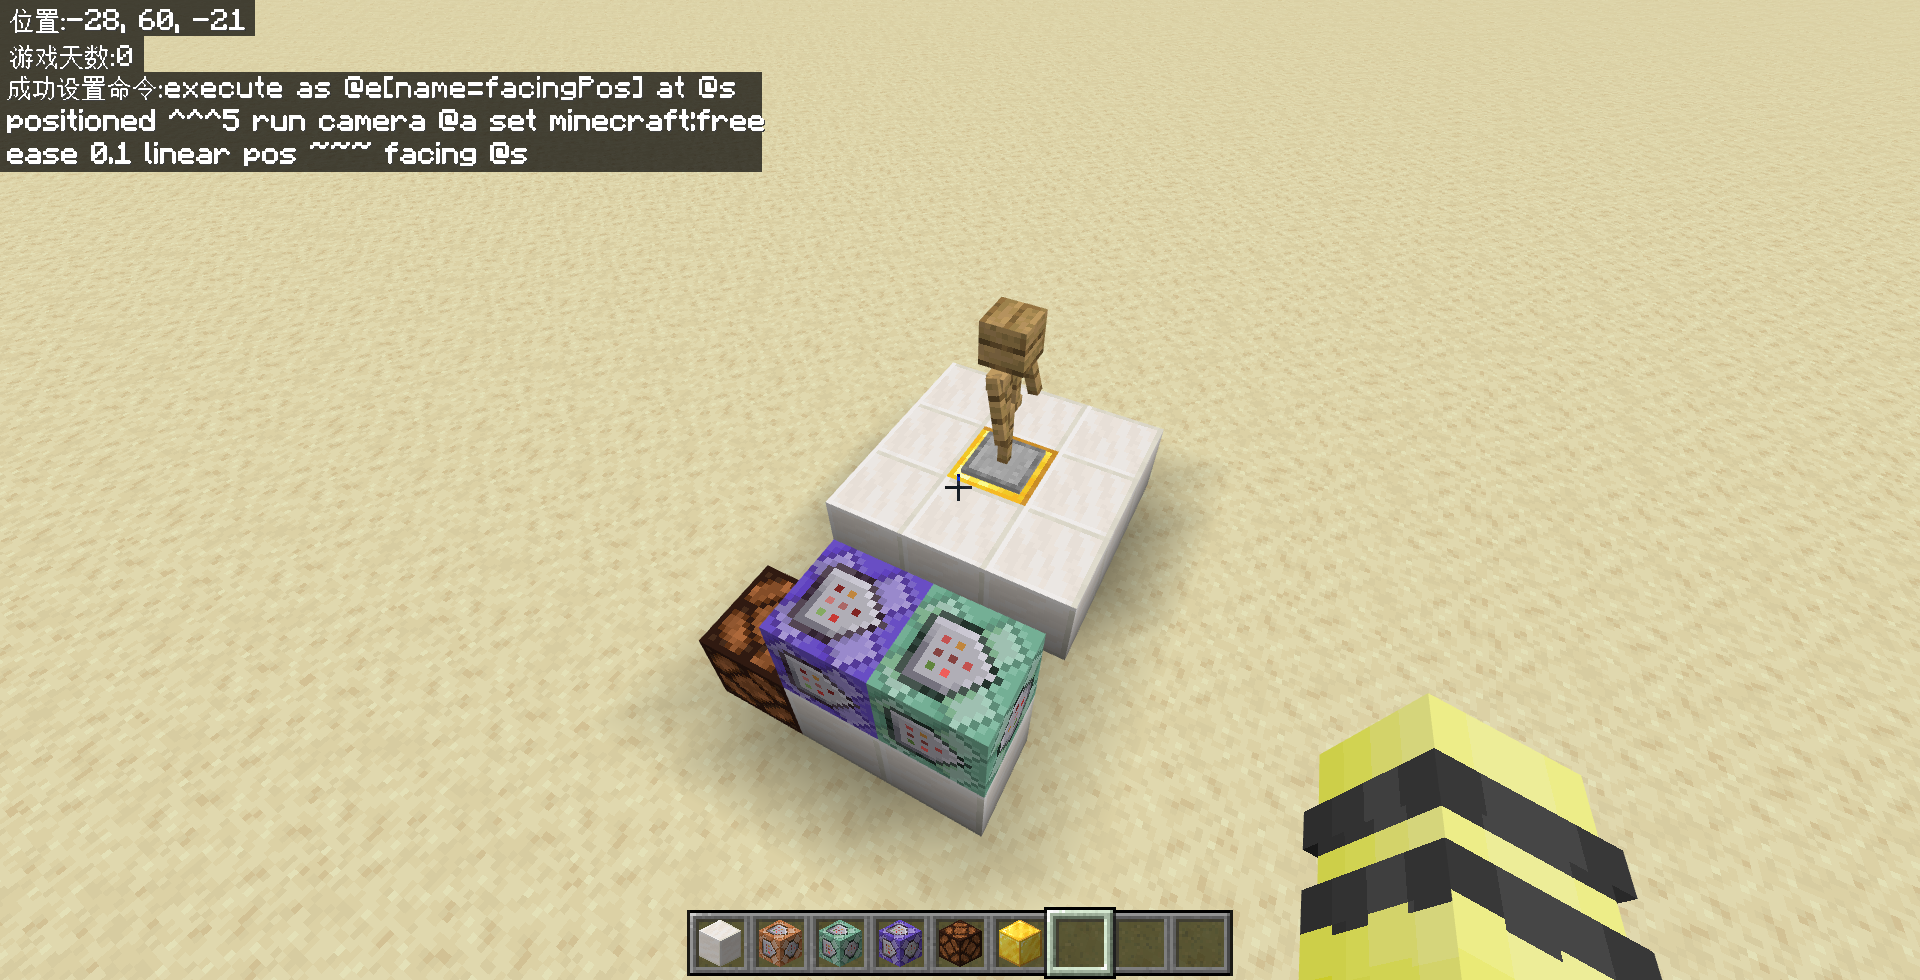 位置:-28, 60, -21
游戏天数:0
成功设置命令:execute as @e[name=facingPos] at @s
positioned ^^^5 run camera @a set minecraft:free
ease 0.1 linear pos ~~~ facing @s